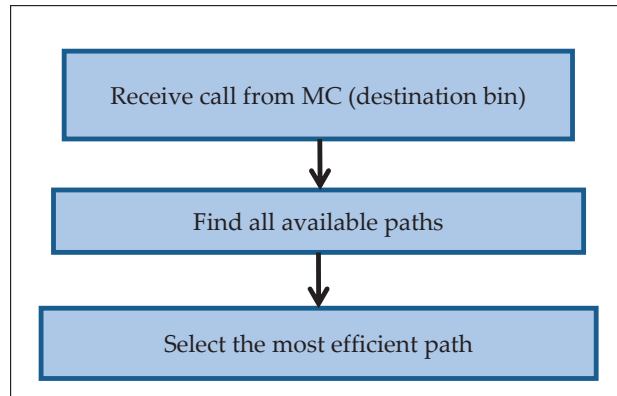 Receive call from MC (destination bin)
Find all available paths
Select the most efficient path